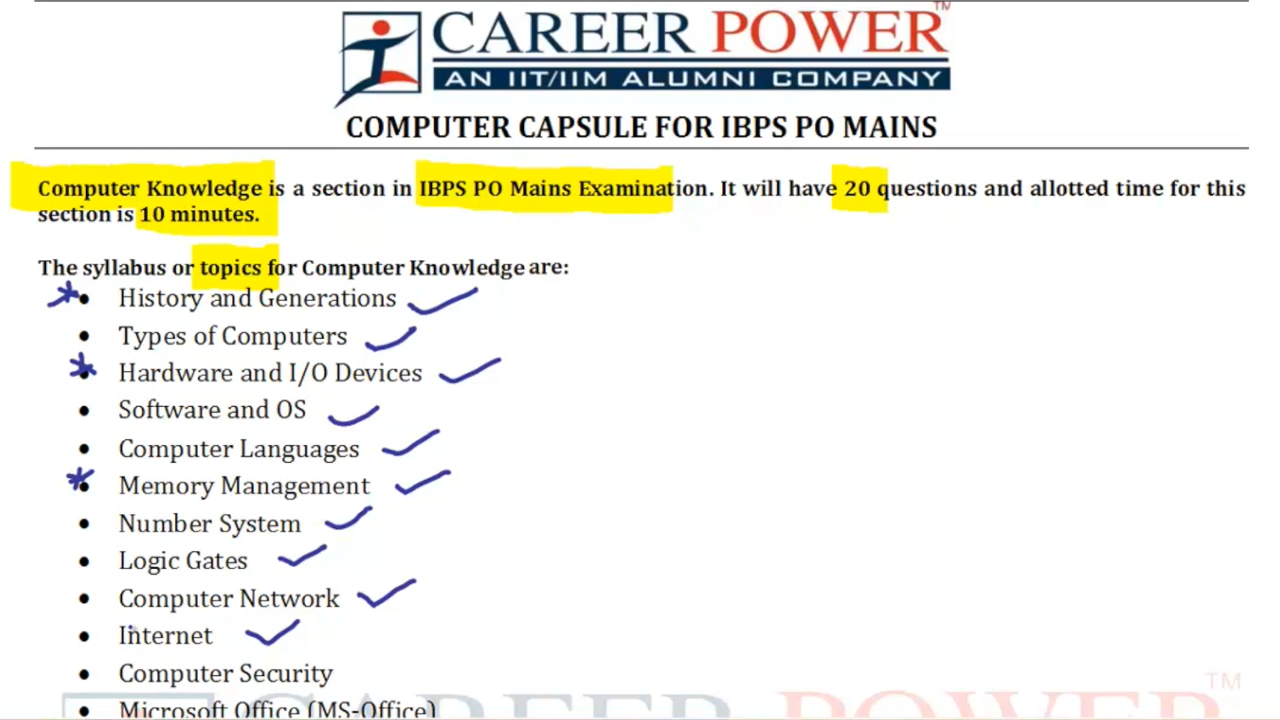 CAREER POWER™
AN IIT/IIM ALUMNI COMPANY
COMPUTER CAPSULE FOR IBPS PO MAINS
Computer Knowledge is a section in IBPS PO Mains Examination. It will have 20 questions and allotted time for this
section is 10 minutes.
The syllabus or topics for Computer Knowledge are:
• History and Generations
• Types of Computers
• Hardware and I/O Devices
• Software and OS
• Computer Languages
• Memory Management
• Number System
• Logic Gates
• Computer Network
• Internet
• Computer Security
• Microsoft Office (MS-Office)
CAREER POWER™